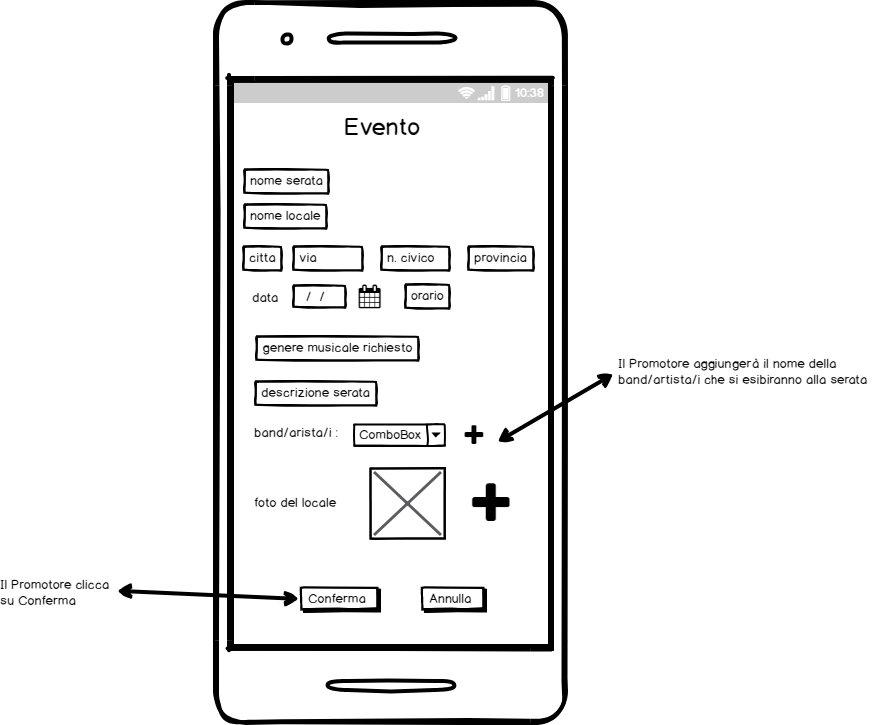 10:38
Evento
nome serata
nome locale
citta via n. civico provincia
data / / orario
genere musicale richiesto
Il Promotore aggiungerà il nome della
band/artista/i che si esibiranno alla serata
descrizione serata
band/arista/i : ComboBox
foto del locale
Il Promotore clicca
su Conferma
Conferma Annulla